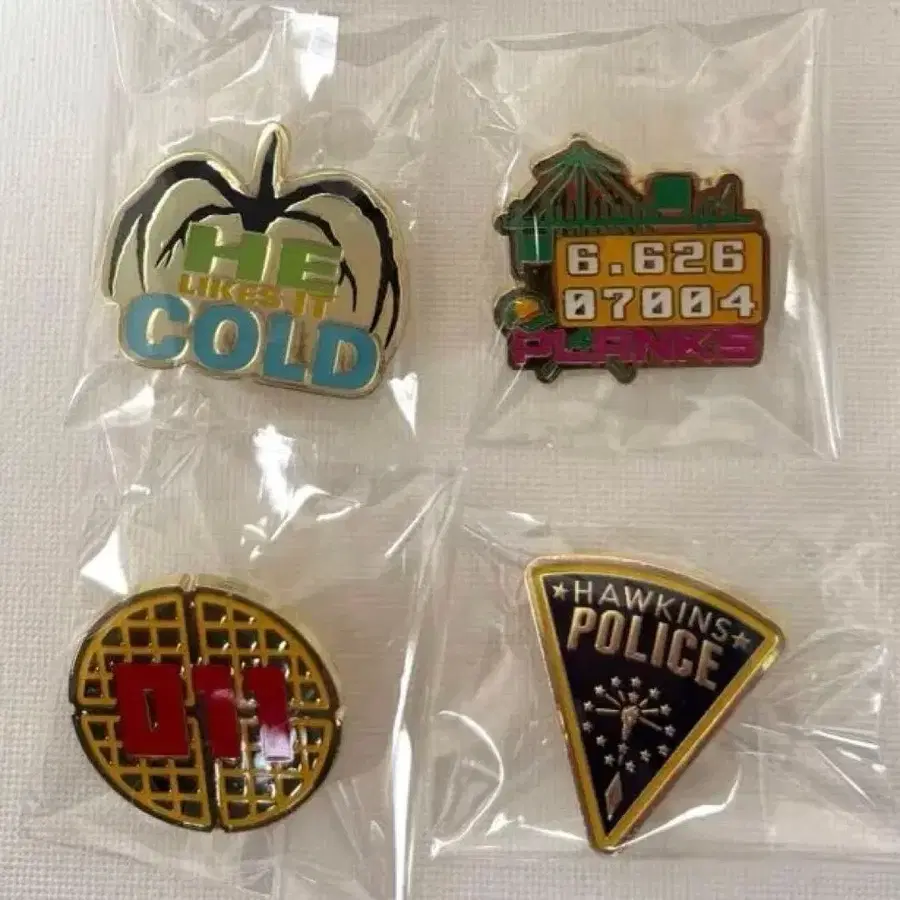 HE
LIKES IT
COLD
6.626
07004
PLANKS
011
HAWKINS
POLICE